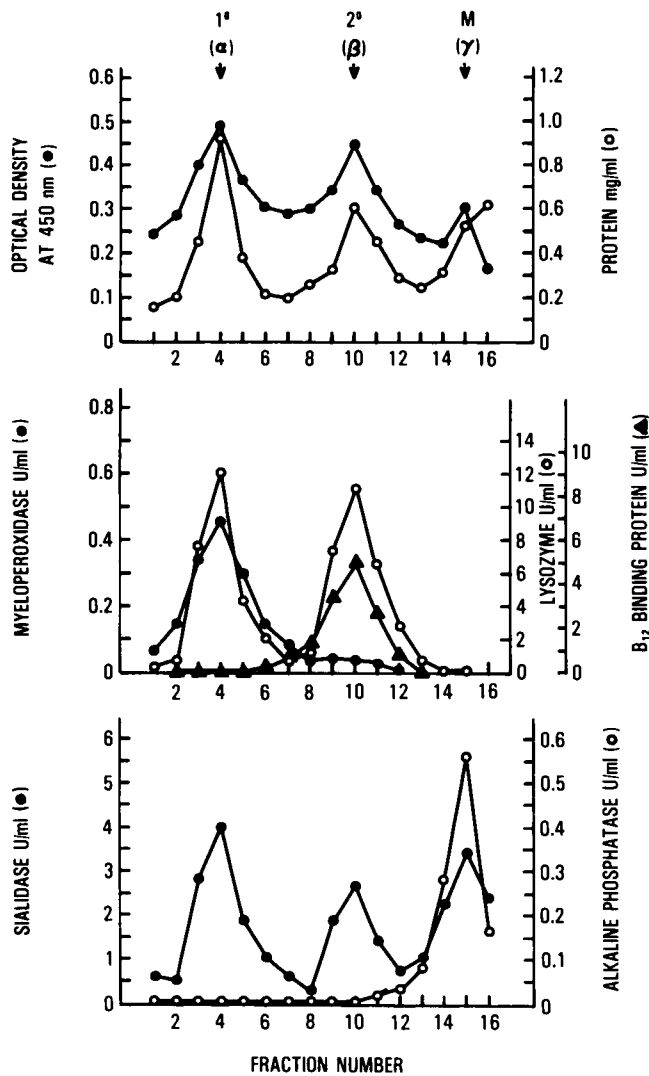 1° 2° M
(α) (β) (γ)
0.6 1.2
0.5 1.0
0.4 0.8
0.3 0.6
0.2 0.4
0.1 0.2
0 0
OPTICAL DENSITY
AT 450 nm (●)
PROTEIN mg/ml (o)
2 4 6 8 10 12 14 16
0.8
0.6
0.4
0.2
0
MYELOPEROXIDASE U/ml (●)
14
12
10
8
6
4
2
0
LYSOZYME U/ml (o)
10
8
6
4
2
0
B₁₂ BINDING PROTEIN U/ml (▲)
2 4 6 8 10 12 14 16
6
5
4
3
2
1
0
SIALIDASE U/ml (●)
0.6
0.5
0.4
0.3
0.2
0.1
0
ALKALINE PHOSPHATASE U/ml (o)
2 4 6 8 10 12 14 16
FRACTION NUMBER